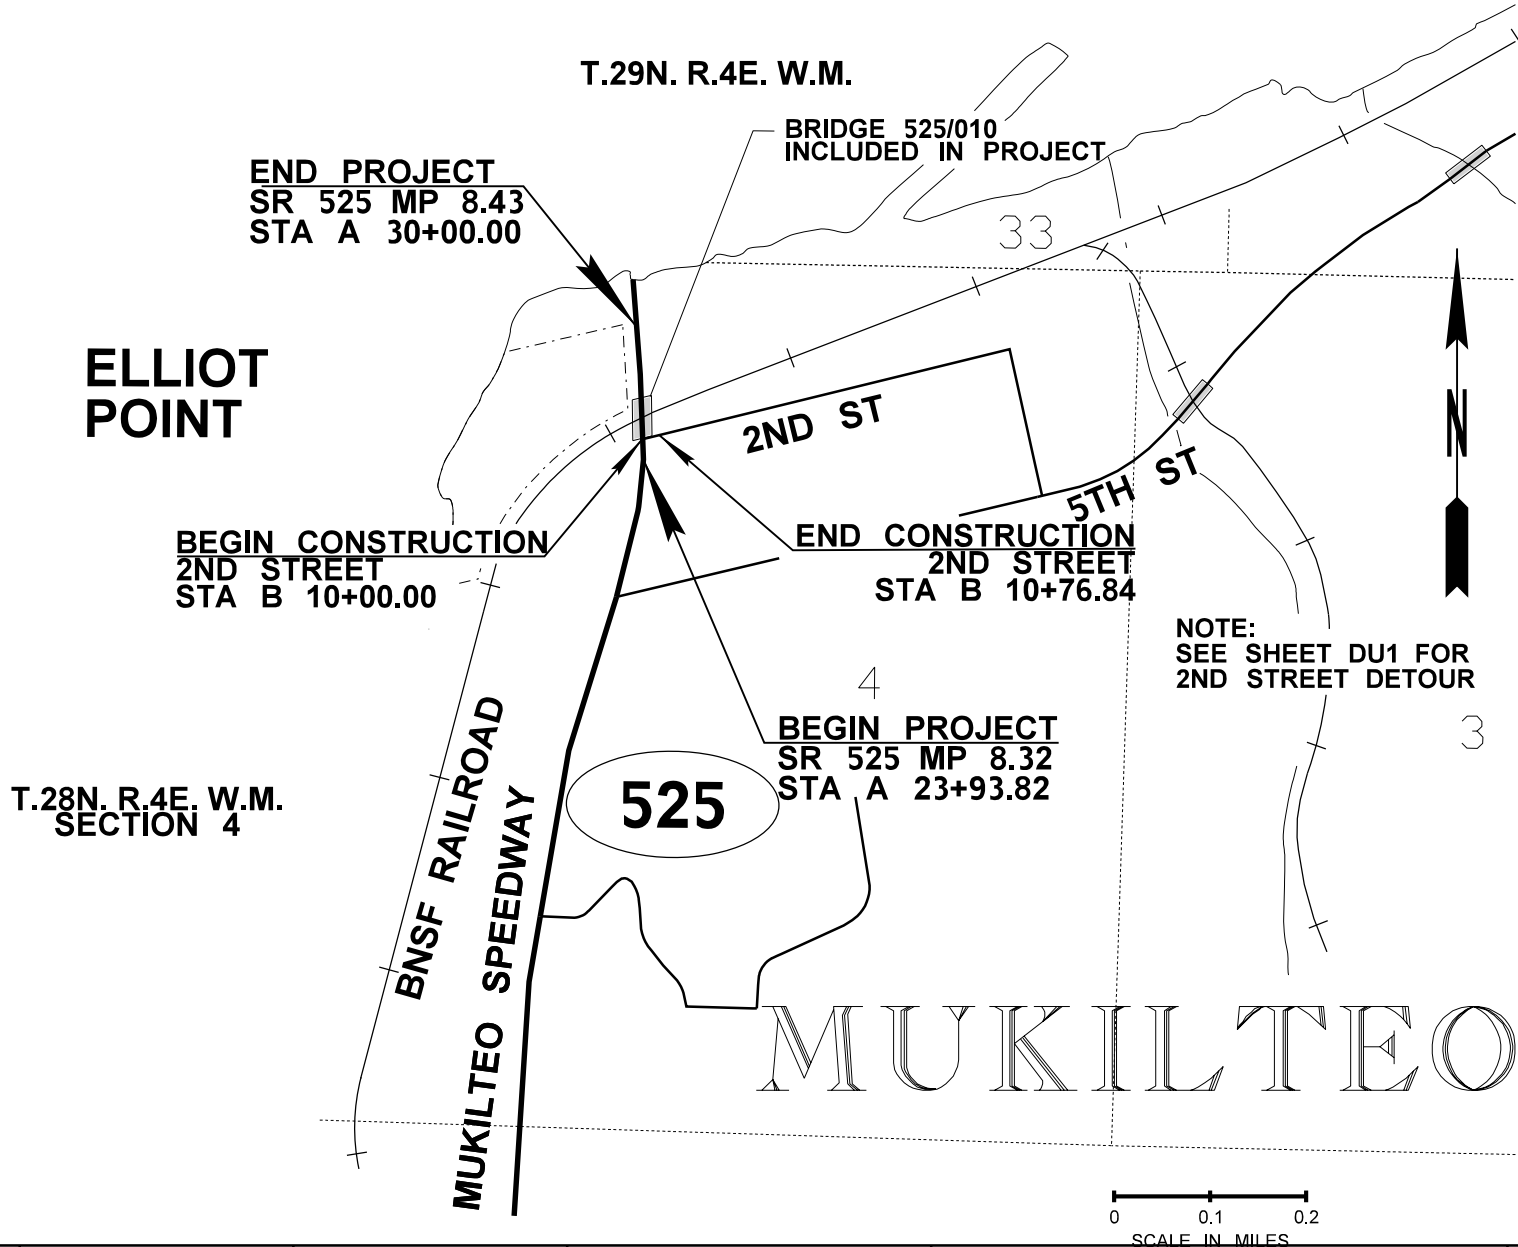 T.29N. R.4E. W.M.
BRIDGE 525/010
INCLUDED IN PROJECT
END PROJECT
SR 525 MP 8.43
STA A 30+00.00
33
ELLIOT
POINT
N
2ND ST
5TH ST
BEGIN CONSTRUCTION
2ND STREET
STA B 10+00.00
END CONSTRUCTION
2ND STREET
STA B 10+76.84
NOTE:
SEE SHEET DU1 FOR
2ND STREET DETOUR
4
3
BEGIN PROJECT
SR 525 MP 8.32
STA A 23+93.82
525
T.28N. R.4E. W.M.
SECTION 4
BNSF RAILROAD
MUKILTEO SPEEDWAY
MUKILTEO
0 0.1 0.2
SCALE IN MILES